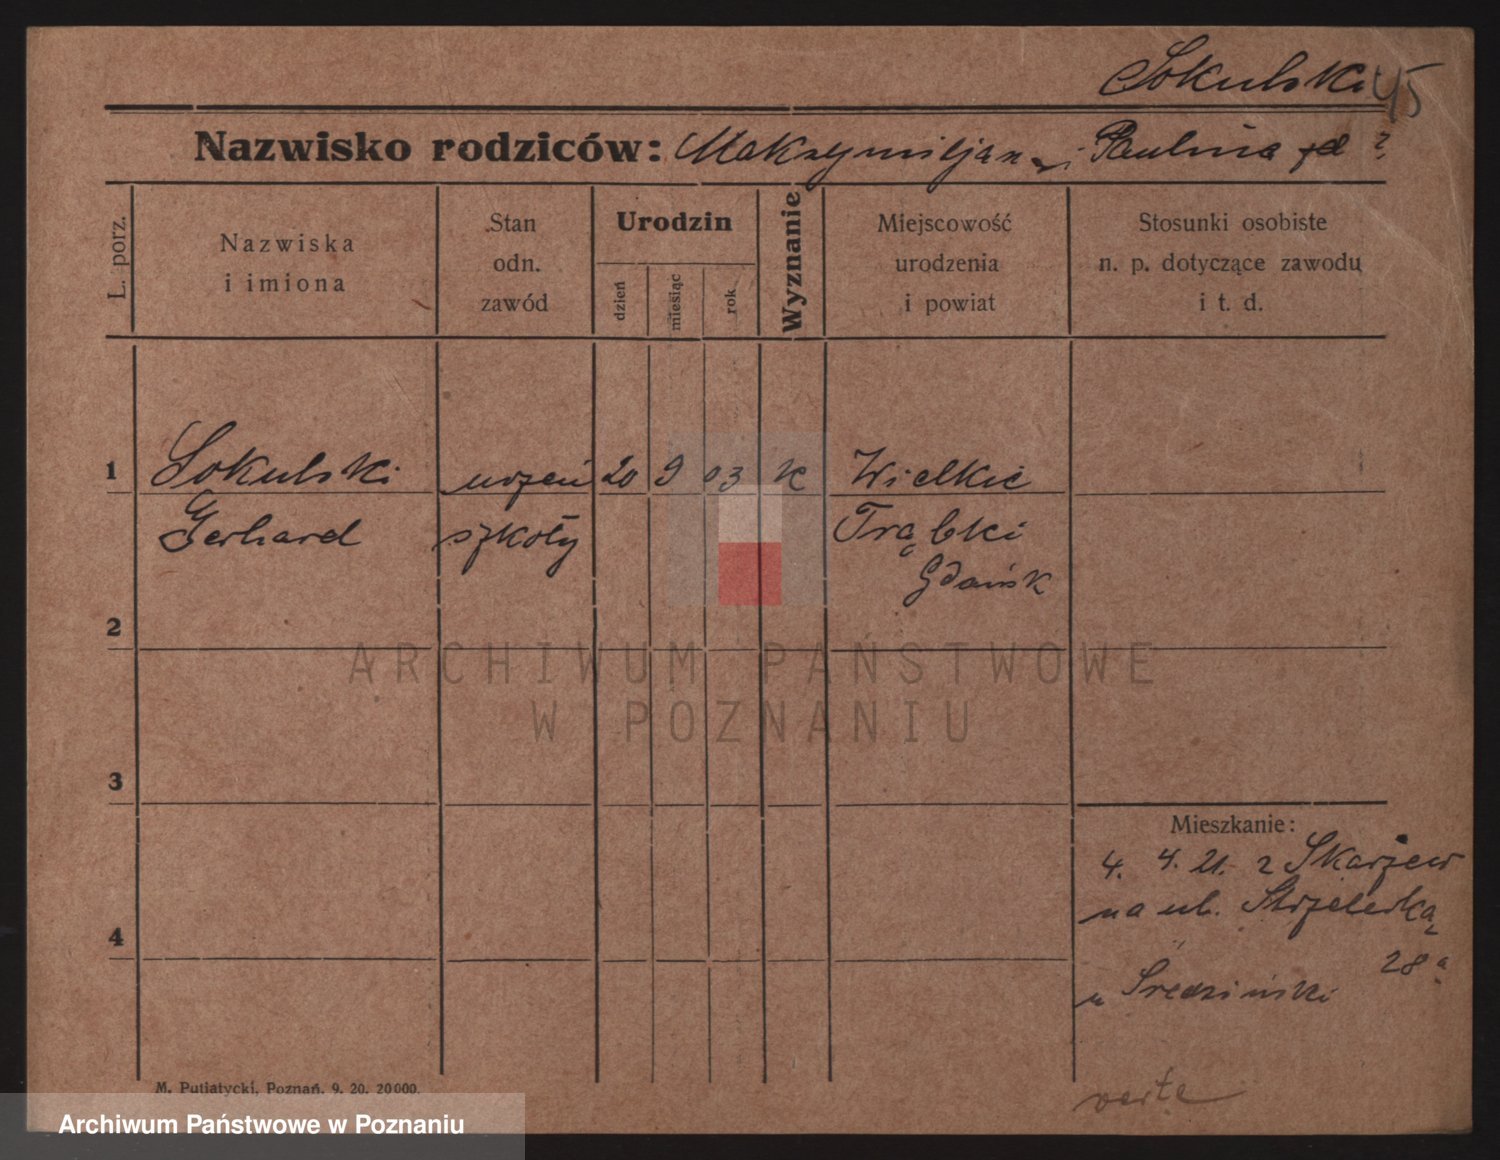 Sokulski 45
Nazwisko rodziców: Maksymiljan i Paulina zd ?
L. porz.
Nazwiska
i imiona
Stan
odn.
zawód
Urodzin
dzień
miesiąc
rok
Wyznanie
Miejscowość
urodzenia
i powiat
Stosunki osobiste
n. p. dotyczące zawodu
i t. d.
1 Sokulski uczeń 20 9 03 k Wielkie
Gerhard szkoły Trąbki
Gdańsk
2
ARCHIWUM PAŃSTWOWE
W POZNANIU
3
Mieszkanie:
4. 4. 21. z Skarżew
na ul. Strzelecką
28a
4
u Średziński
M. Putiatycki, Poznań. 9. 20. 20000.
verte
Archiwum Państwowe w Poznaniu